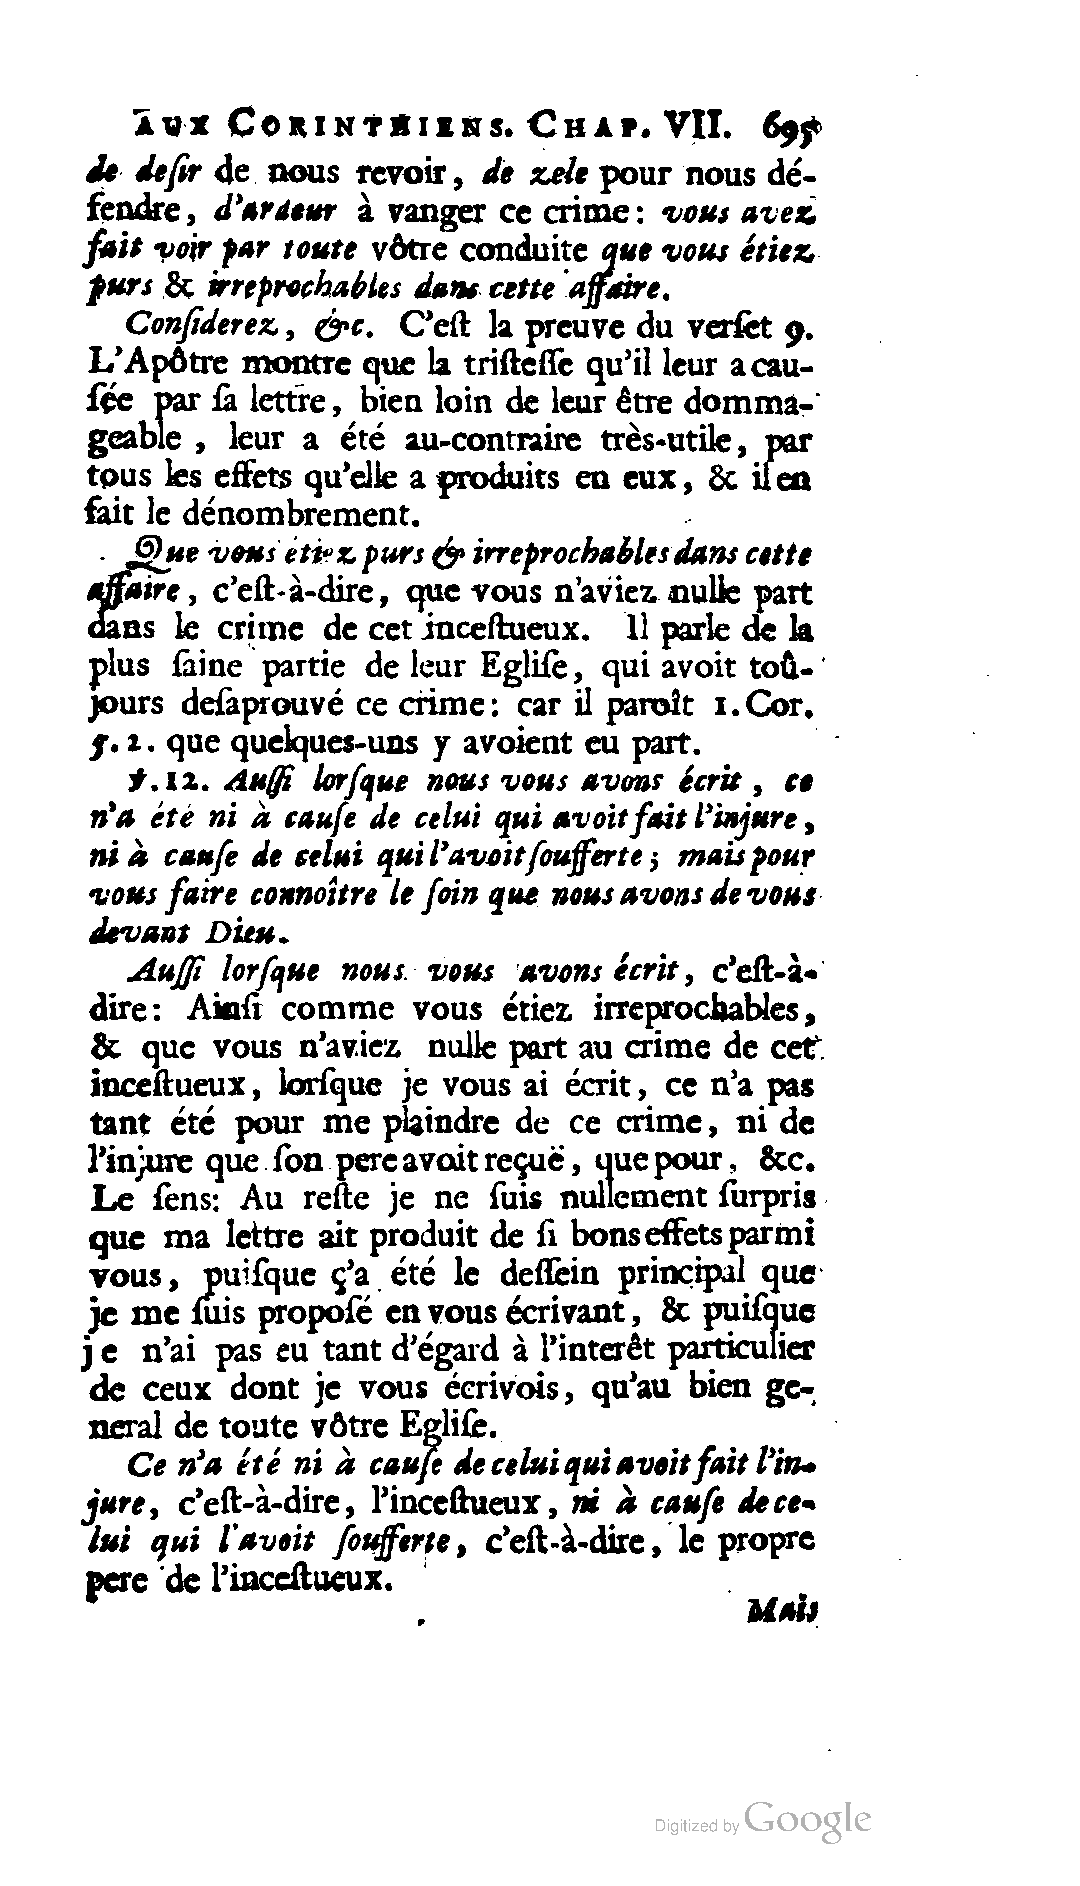 AUX CORINTHIENS. CHAP. VII. 695
de desir de nous revoir, de zele pour nous dé-
fendre, d'ardeur à vanger ce crime: vous avez
fait voir par toute vôtre conduite que vous étiez
purs & irreprochables dans cette affaire.
Conſiderez, &c. C'eſt la preuve du verſet 9.
L'Apôtre montre que la triſteſſe qu'il leur a cau-
ſée par ſa lettre, bien loin de leur être domma-
geable, leur a été au-contraire très-utile, par
tous les effets qu'elle a produits en eux, & il en
fait le dénombrement.
Que vous étiez purs & irreprochables dans cette
affaire, c'eſt-à-dire, que vous n'aviez nulle part
dans le crime de cet inceſtueux. Il parle de la
plus ſaine partie de leur Egliſe, qui avoit toû-
jours deſaprouvé ce crime: car il paroît 1. Cor.
5. 2. que quelques-uns y avoient eu part.
℣. 12. Auſſi lorſque nous vous avons écrit, ce
n'a été ni à cauſe de celui qui avoit fait l'injure,
ni à cauſe de celui qui l'avoit ſoufferte; mais pour
vous faire connoître le ſoin que nous avons de vous
devant Dieu.
Auſſi lorſque nous vous avons écrit, c'eſt-à-
dire: Ainſi comme vous étiez irreprochables,
& que vous n'aviez nulle part au crime de cet
inceſtueux, lorſque je vous ai écrit, ce n'a pas
tant été pour me plaindre de ce crime, ni de
l'injure que ſon pere avoit reçuë, que pour, &c.
Le ſens: Au reſte je ne ſuis nullement ſurpris
que ma lettre ait produit de ſi bons effets parmi
vous, puiſque ç'a été le deſſein principal que
je me ſuis propoſé en vous écrivant, & puiſque
je n'ai pas eu tant d'égard à l'interêt particulier
de ceux dont je vous écrivois, qu'au bien ge-
neral de toute vôtre Egliſe.
Ce n'a été ni à cauſe de celui qui avoit fait l'in-
jure, c'eſt-à-dire, l'inceſtueux, ni à cauſe de ce-
lui qui l'avoit ſoufferte, c'eſt-à-dire, le propre
pere de l'inceſtueux.
Mais
Digitized by Google